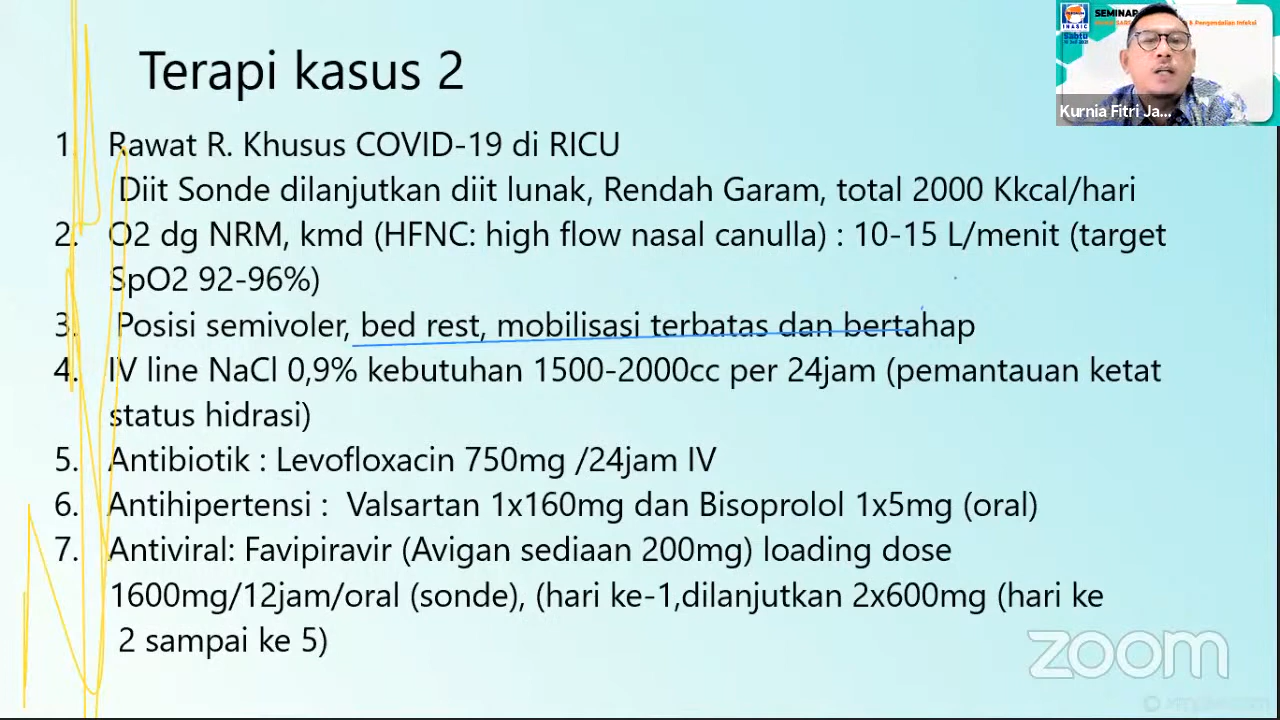 Terapi kasus 2
1. Rawat R. Khusus COVID-19 di RICU
Diit Sonde dilanjutkan diit lunak, Rendah Garam, total 2000 Kkcal/hari
2. O2 dg NRM, kmd (HFNC: high flow nasal canulla) : 10-15 L/menit (target
SpO2 92-96%)
3. Posisi semivoler, bed rest, mobilisasi terbatas dan bertahap
4. IV line NaCl 0,9% kebutuhan 1500-2000cc per 24jam (pemantauan ketat
status hidrasi)
5. Antibiotik : Levofloxacin 750mg /24jam IV
6. Antihipertensi : Valsartan 1x160mg dan Bisoprolol 1x5mg (oral)
7. Antiviral: Favipiravir (Avigan sediaan 200mg) loading dose
1600mg/12jam/oral (sonde), (hari ke-1,dilanjutkan 2x600mg (hari ke
2 sampai ke 5)
SEMINAR
& Pengendalian Infeksi
INASIC
Sabtu
Kurnia Fitri Ja...
zoom